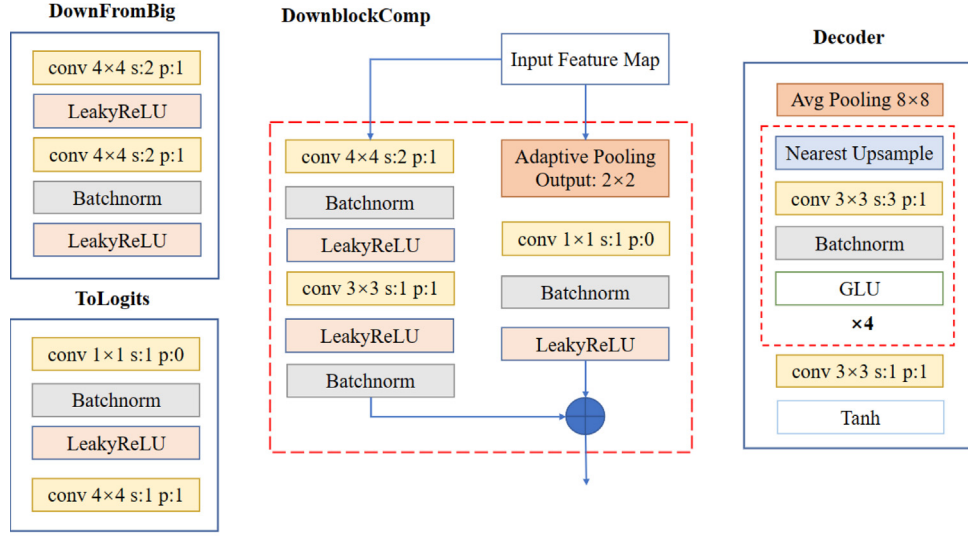 DownFromBig
conv 4×4 s:2 p:1
LeakyReLU
conv 4×4 s:2 p:1
Batchnorm
LeakyReLU
ToLogits
conv 1×1 s:1 p:0
Batchnorm
LeakyReLU
conv 4×4 s:1 p:1
DownblockComp
Input Feature Map
conv 4×4 s:2 p:1
Batchnorm
LeakyReLU
conv 3×3 s:1 p:1
LeakyReLU
Batchnorm
Adaptive Pooling
Output: 2×2
conv 1×1 s:1 p:0
Batchnorm
LeakyReLU
Decoder
Avg Pooling 8×8
Nearest Upsample
conv 3×3 s:3 p:1
Batchnorm
GLU
×4
conv 3×3 s:1 p:1
Tanh